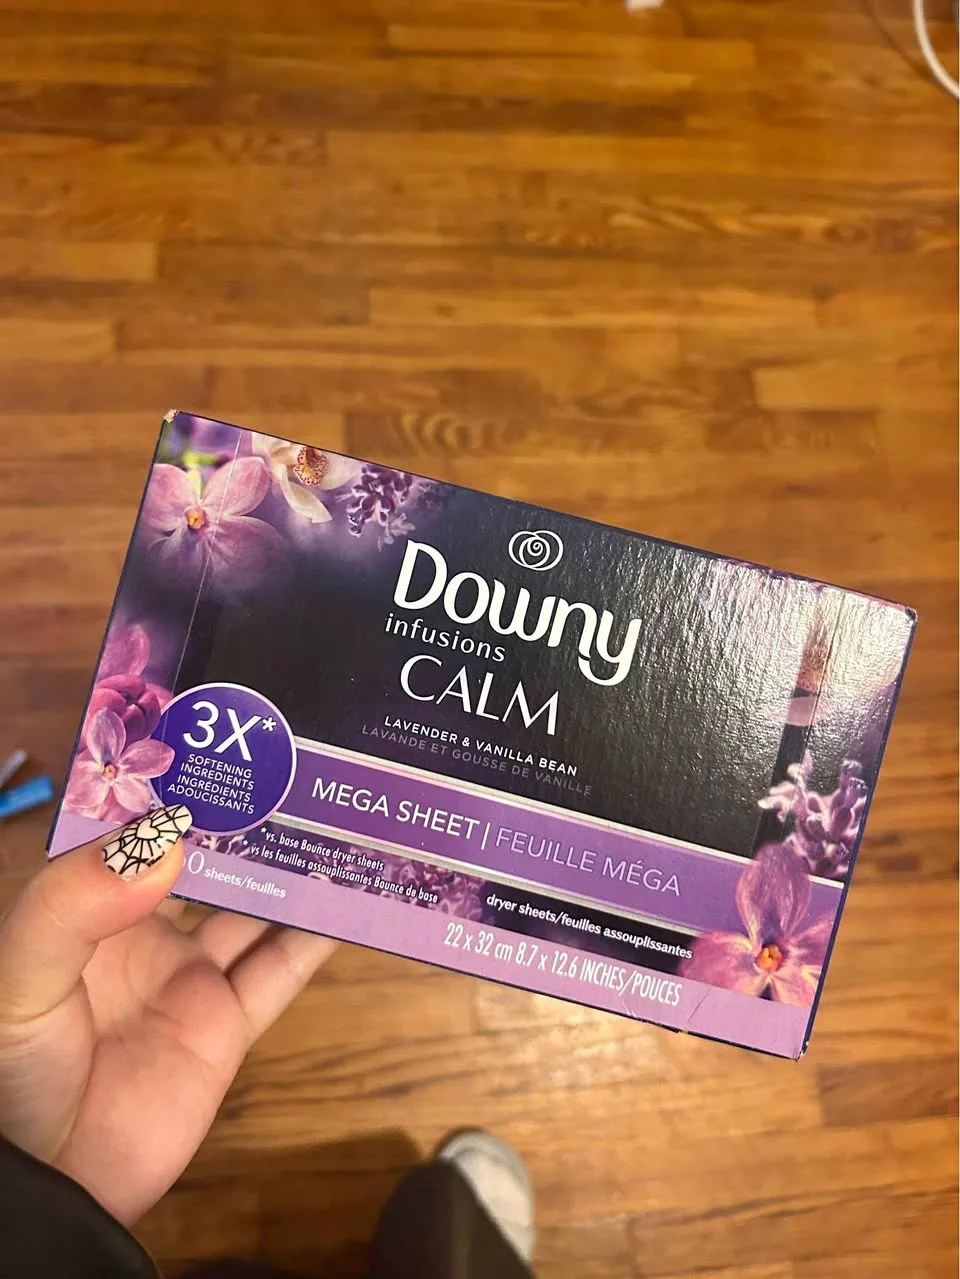 Downy
infusions
CALM
LAVENDER & VANILLA BEAN
LAVANDE ET GOUSSE DE VANILLE
3X*
SOFTENING
INGREDIENTS
INGRÉDIENTS
ADOUCISSANTS
MEGA SHEET | FEUILLE MÉGA
*vs. base Bounce dryer sheets
*vs les feuilles assouplissantes Bounce de base
sheets/feuilles
dryer sheets/feuilles assouplissantes
22 x 32 cm 8.7 x 12.6 INCHES/POUCES